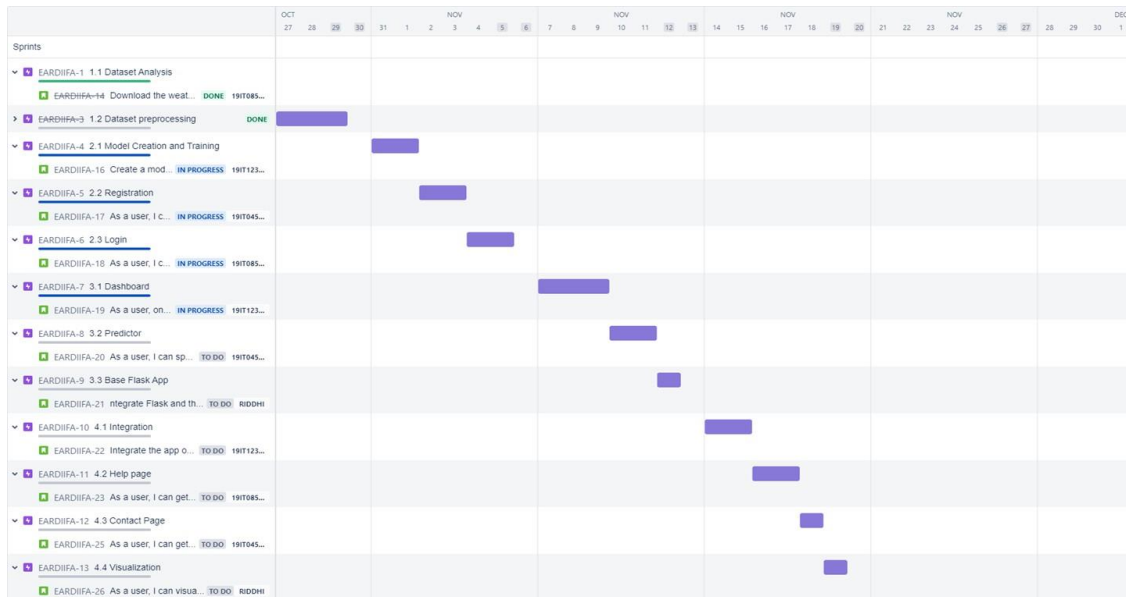 OCT NOV NOV NOV NOV DEC
27 28 29 30 31 1 2 3 4 5 6 7 8 9 10 11 12 13 14 15 16 17 18 19 20 21 22 23 24 25 26 27 28 29 30 1
Sprints
EARDIIFA-1 1.1 Dataset Analysis
EARDIIFA-14 Download the weat... DONE 19IT085...
EARDIIFA-3 1.2 Dataset preprocessing DONE
EARDIIFA-4 2.1 Model Creation and Training
EARDIIFA-16 Create a mod... IN PROGRESS 19IT123...
EARDIIFA-5 2.2 Registration
EARDIIFA-17 As a user, I c... IN PROGRESS 19IT045...
EARDIIFA-6 2.3 Login
EARDIIFA-18 As a user, I c... IN PROGRESS 19IT085...
EARDIIFA-7 3.1 Dashboard
EARDIIFA-19 As a user, on... IN PROGRESS 19IT123...
EARDIIFA-8 3.2 Predictor
EARDIIFA-20 As a user, I can sp... TO DO 19IT045...
EARDIIFA-9 3.3 Base Flask App
EARDIIFA-21 ntegrate Flask and th... TO DO RIDDHI
EARDIIFA-10 4.1 Integration
EARDIIFA-22 Integrate the app o... TO DO 19IT123...
EARDIIFA-11 4.2 Help page
EARDIIFA-23 As a user, I can get... TO DO 19IT085...
EARDIIFA-12 4.3 Contact Page
EARDIIFA-25 As a user, I can get... TO DO 19IT045...
EARDIIFA-13 4.4 Visualization
EARDIIFA-26 As a user, I can visua... TO DO RIDDHI